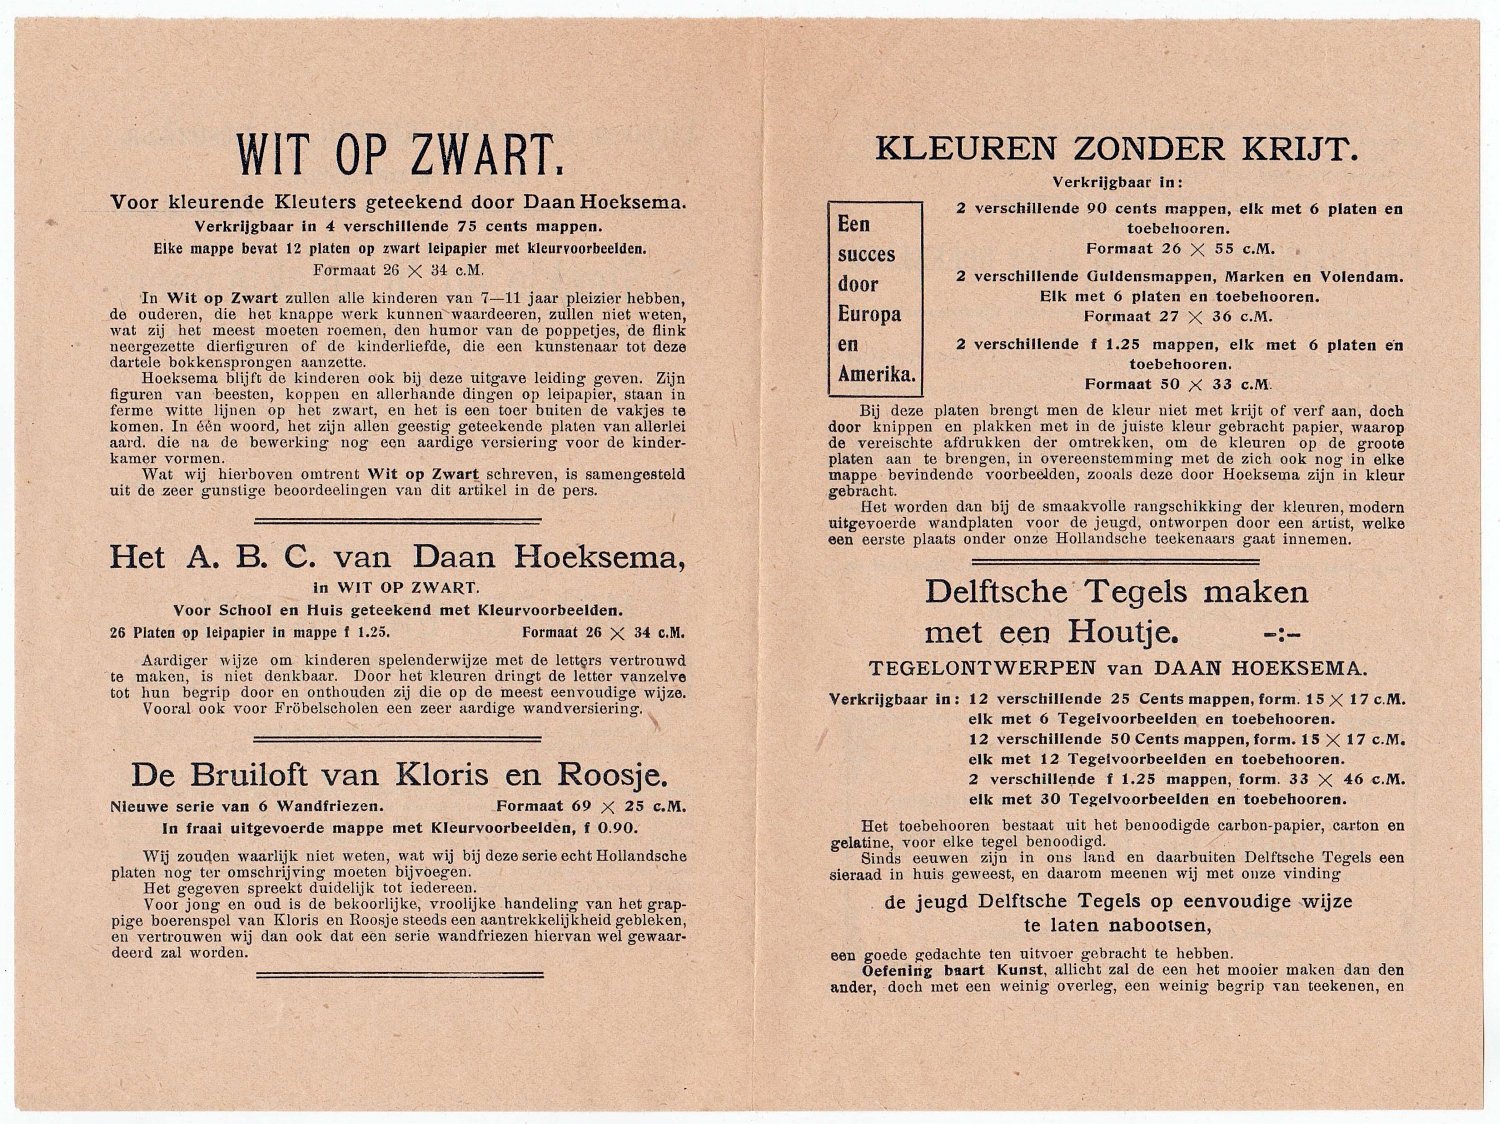 WIT OP ZWART.
Voor kleurende Kleuters geteekend door Daan Hoeksema.
Verkrijgbaar in 4 verschillende 75 cents mappen.
Elke mappe bevat 12 platen op zwart leipapier met kleurvoorbeelden.
Formaat 26 × 34 c.M.
In Wit op Zwart zullen alle kinderen van 7—11 jaar pleizier hebben,
de ouderen, die het knappe werk kunnen waardeeren, zullen niet weten,
wat zij het meest moeten roemen, den humor van de poppetjes, de flink
neergezette dierfiguren of de kinderliefde, die een kunstenaar tot deze
dartele bokkensprongen aanzette.
Hoeksema blijft de kinderen ook bij deze uitgave leiding geven. Zijn
figuren van beesten, koppen en allerhande dingen op leipapier, staan in
ferme witte lijnen op het zwart, en het is een toer buiten de vakjes te
komen. In één woord, het zijn allen geestig geteekende platen van allerlei
aard. die na de bewerking nog een aardige versiering voor de kinder-
kamer vormen.
Wat wij hierboven omtrent Wit op Zwart schreven, is samengesteld
uit de zeer gunstige beoordeelingen van dit artikel in de pers.
Het A. B. C. van Daan Hoeksema,
in WIT OP ZWART.
Voor School en Huis geteekend met Kleurvoorbeelden.
26 Platen op leipapier in mappe f 1.25. Formaat 26 × 34 c.M.
Aardiger wijze om kinderen spelenderwijze met de letters vertrouwd
te maken, is niet denkbaar. Door het kleuren dringt de letter vanzelve
tot hun begrip door en onthouden zij die op de meest eenvoudige wijze.
Vooral ook voor Fröbelscholen een zeer aardige wandversiering.
De Bruiloft van Kloris en Roosje.
Nieuwe serie van 6 Wandfriezen. Formaat 69 × 25 c.M.
In fraai uitgevoerde mappe met Kleurvoorbeelden, f 0.90.
Wij zouden waarlijk niet weten, wat wij bij deze serie echt Hollandsche
platen nog ter omschrijving moeten bijvoegen.
Het gegeven spreekt duidelijk tot iedereen.
Voor jong en oud is de bekoorlijke, vroolijke handeling van het grap-
pige boerenspel van Kloris en Roosje steeds een aantrekkelijkheid gebleken,
en vertrouwen wij dan ook dat een serie wandfriezen hiervan wel gewaar-
deerd zal worden.
KLEUREN ZONDER KRIJT.
Verkrijgbaar in:
Een
succes
door
Europa
en
Amerika.
2 verschillende 90 cents mappen, elk met 6 platen en
toebehooren.
Formaat 26 × 55 c.M.
2 verschillende Guldensmappen, Marken en Volendam.
Elk met 6 platen en toebehooren.
Formaat 27 × 36 c.M.
2 verschillende f 1.25 mappen, elk met 6 platen en
toebehooren.
Formaat 50 × 33 c.M.
Bij deze platen brengt men de kleur niet met krijt of verf aan, doch
door knippen en plakken met in de juiste kleur gebracht papier, waarop
de vereischte afdrukken der omtrekken, om de kleuren op de groote
platen aan te brengen, in overeenstemming met de zich ook nog in elke
mappe bevindende voorbeelden, zooals deze door Hoeksema zijn in kleur
gebracht.
Het worden dan bij de smaakvolle rangschikking der kleuren, modern
uitgevoerde wandplaten voor de jeugd, ontworpen door een artist, welke
een eerste plaats onder onze Hollandsche teekenaars gaat innemen.
Delftsche Tegels maken
met een Houtje. -:-
TEGELONTWERPEN van DAAN HOEKSEMA.
Verkrijgbaar in: 12 verschillende 25 Cents mappen, form. 15 × 17 c.M.
elk met 6 Tegelvoorbeelden en toebehooren.
12 verschillende 50 Cents mappen, form. 15 × 17 c.M.
elk met 12 Tegelvoorbeelden en toebehooren.
2 verschillende f 1.25 mappen, form. 33 × 46 c.M.
elk met 30 Tegelvoorbeelden en toebehooren.
Het toebehooren bestaat uit het benoodigde carbon-papier, carton en
gelatine, voor elke tegel benoodigd.
Sinds eeuwen zijn in ons land en daarbuiten Delftsche Tegels een
sieraad in huis geweest, en daarom meenen wij met onze vinding
de jeugd Delftsche Tegels op eenvoudige wijze
te laten nabootsen,
een goede gedachte ten uitvoer gebracht te hebben.
Oefening baart Kunst, allicht zal de een het mooier maken dan den
ander, doch met een weinig overleg, een weinig begrip van teekenen, en